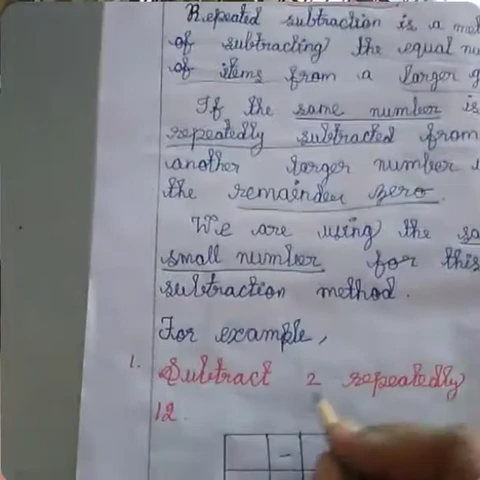 Repeated subtraction is a
of subtracting the equal
of items from a larger
If the same number is
repeatedly subtracted from
another larger number
the remainder zero.
We are using the
small number for this
subtraction method.
For example,
1. Subtract 2 repeatedly
12.
-